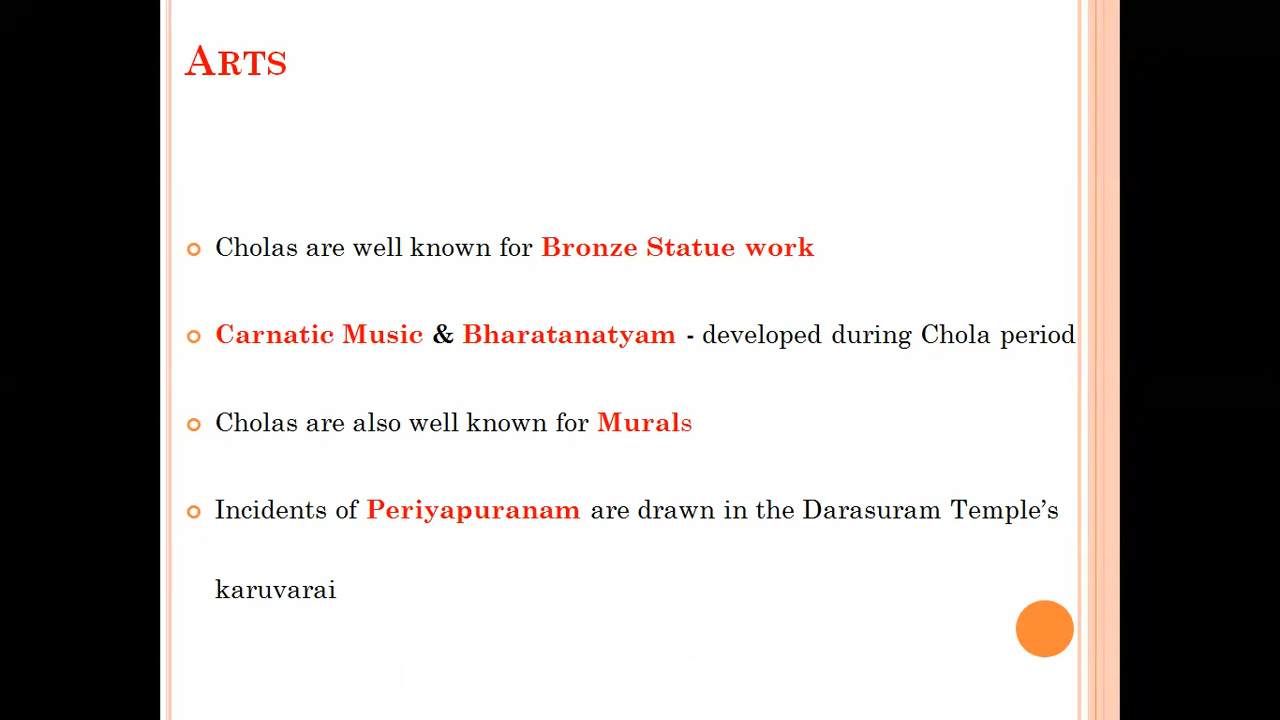 ARTS
Cholas are well known for Bronze Statue work
Carnatic Music & Bharatanatyam - developed during Chola period
Cholas are also well known for Murals
Incidents of Periyapuranam are drawn in the Darasuram Temple’s
karuvarai